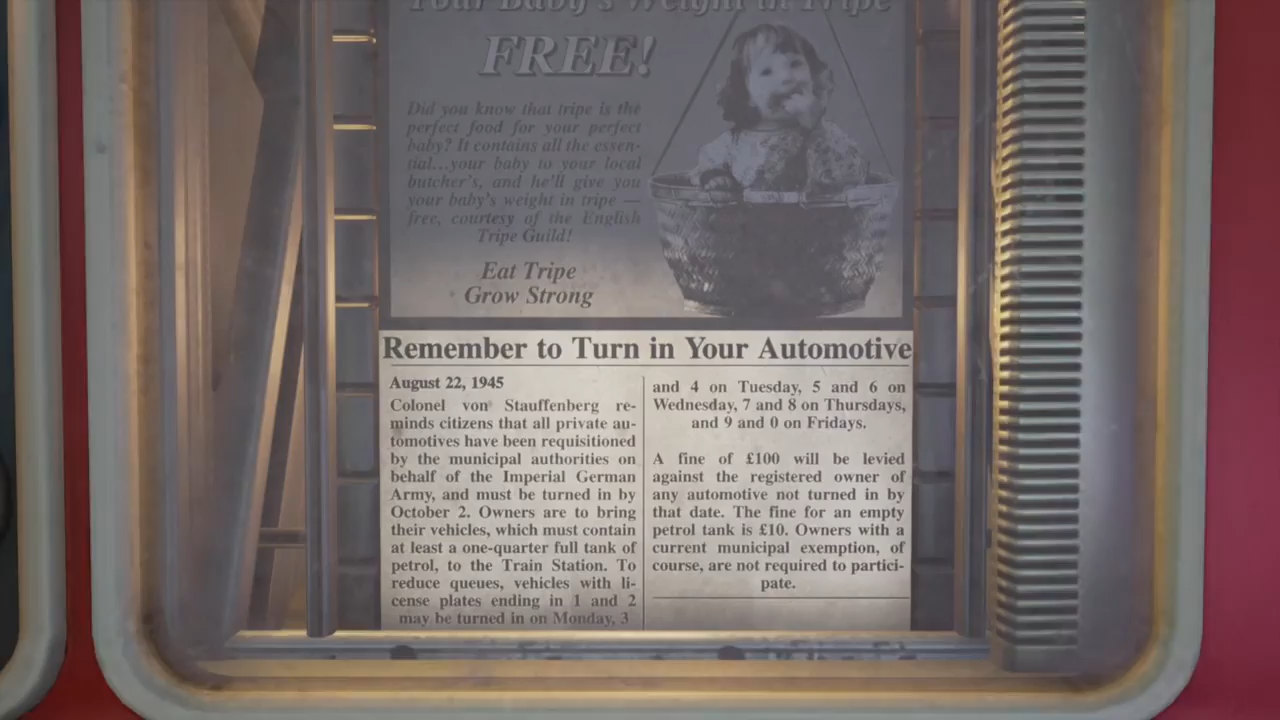 Your Baby's Weight in Tripe
FREE!
Did you know that tripe is the
perfect food for your perfect
baby? It contains all the essen-
tial...your baby to your local
butcher's, and he'll give you
your baby's weight in tripe —
free, courtesy of the English
Tripe Guild!
Eat Tripe
Grow Strong
Remember to Turn in Your Automotive
August 22, 1945
Colonel von Stauffenberg re-
minds citizens that all private au-
tomotives have been requisitioned
by the municipal authorities on
behalf of the Imperial German
Army, and must be turned in by
October 2. Owners are to bring
their vehicles, which must contain
at least a one-quarter full tank of
petrol, to the Train Station. To
reduce queues, vehicles with li-
cense plates ending in 1 and 2
may be turned in on Monday, 3
and 4 on Tuesday, 5 and 6 on
Wednesday, 7 and 8 on Thursdays,
and 9 and 0 on Fridays.
A fine of £100 will be levied
against the registered owner of
any automotive not turned in by
that date. The fine for an empty
petrol tank is £10. Owners with a
current municipal exemption, of
course, are not required to partici-
pate.